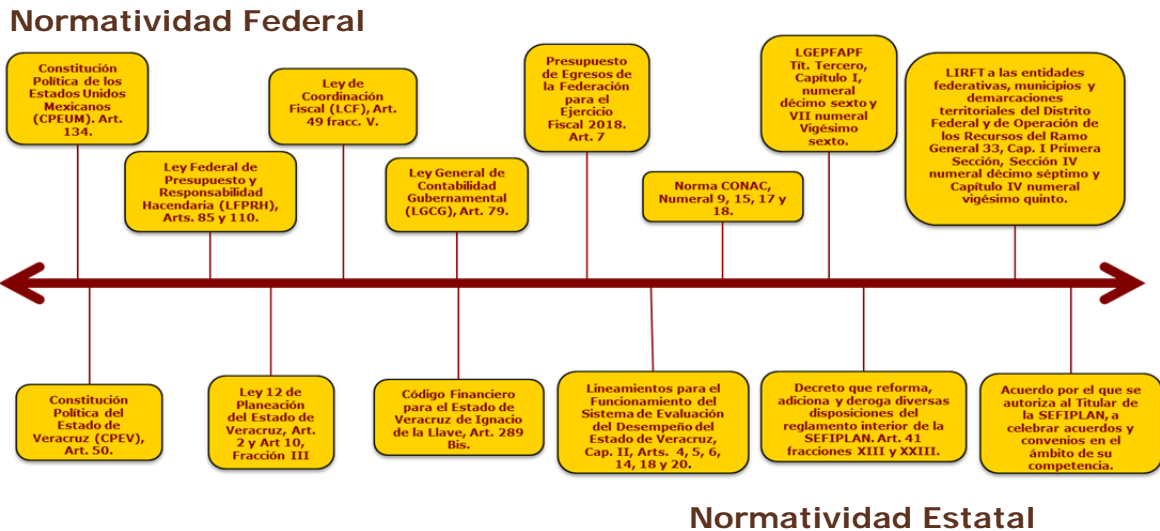 Normatividad Federal
Constitución
Política de los
Estados Unidos
Mexicanos
(CPEUM). Art.
134.
Ley Federal de
Presupuesto y
Responsabilidad
Hacendaria (LFPRH),
Arts. 85 y 110.
Ley de
Coordinación
Fiscal (LCF), Art.
49 fracc. V.
Ley General de
Contabilidad
Gubernamental
(LGCG), Art. 79.
Presupuesto
de Egresos de
la Federación
para el
Ejercicio
Fiscal 2018.
Art. 7
Norma CONAC,
Numeral 9, 15, 17 y
18.
LGEPFAPF
Tít. Tercero,
Capítulo I,
numeral
décimo sexto y
VII numeral
Vigésimo
sexto.
LIRFT a las entidades
federativas, municipios y
demarcaciones
territoriales del Distrito
Federal y de Operación de
los Recursos del Ramo
General 33, Cap. I Primera
Sección, Sección IV
numeral décimo séptimo y
Capítulo IV numeral
vigésimo quinto.
Constitución
Política del
Estado de
Veracruz (CPEV),
Art. 50.
Ley 12 de
Planeación
del Estado de
Veracruz, Art.
2 y Art 10,
Fracción III
Código Financiero
para el Estado de
Veracruz de Ignacio
de la Llave, Art. 289
Bis.
Lineamientos para el
Funcionamiento del
Sistema de Evaluación
del Desempeño del
Estado de Veracruz,
Cap. II, Arts. 4, 5, 6,
14, 18 y 20.
Decreto que reforma,
adiciona y deroga diversas
disposiciones del
reglamento interior de la
SEFIPLAN. Art. 41
fracciones XIII y XXIII.
Acuerdo por el que se
autoriza al Titular de
la SEFIPLAN, a
celebrar acuerdos y
convenios en el
ámbito de su
competencia.
Normatividad Estatal